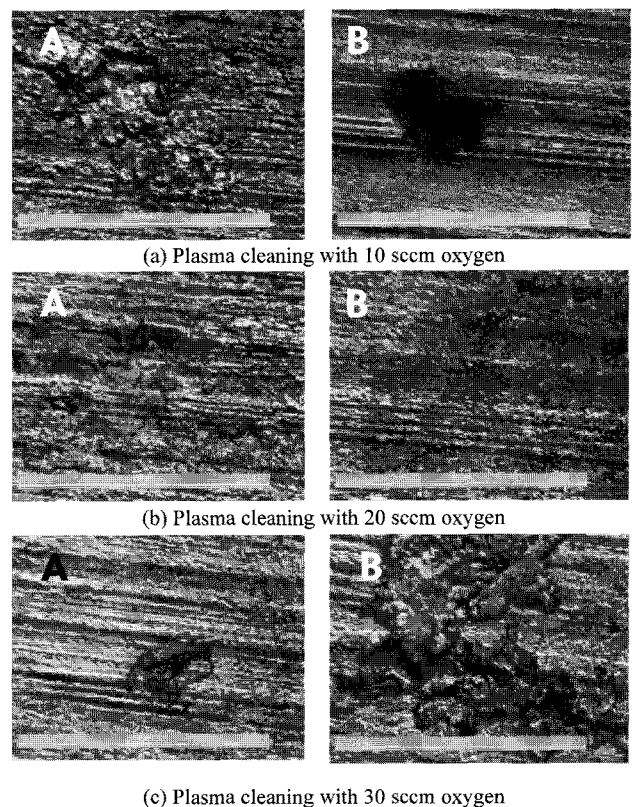 A B
(a) Plasma cleaning with 10 sccm oxygen
A B
(b) Plasma cleaning with 20 sccm oxygen
A B
(c) Plasma cleaning with 30 sccm oxygen